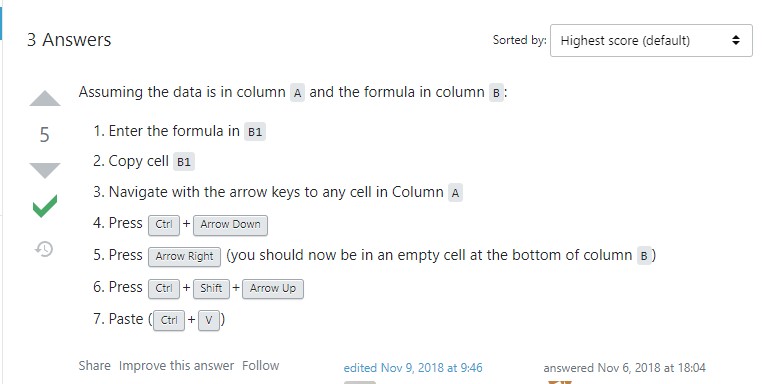 3 Answers
Sorted by: Highest score (default)
Assuming the data is in column A and the formula in column B:
5
1. Enter the formula in B1
2. Copy cell B1
3. Navigate with the arrow keys to any cell in Column A
4. Press Ctrl + Arrow Down
5. Press Arrow Right (you should now be in an empty cell at the bottom of column B)
6. Press Ctrl + Shift + Arrow Up
7. Paste (Ctrl + V)
Share Improve this answer Follow edited Nov 9, 2018 at 9:46 answered Nov 6, 2018 at 18:04